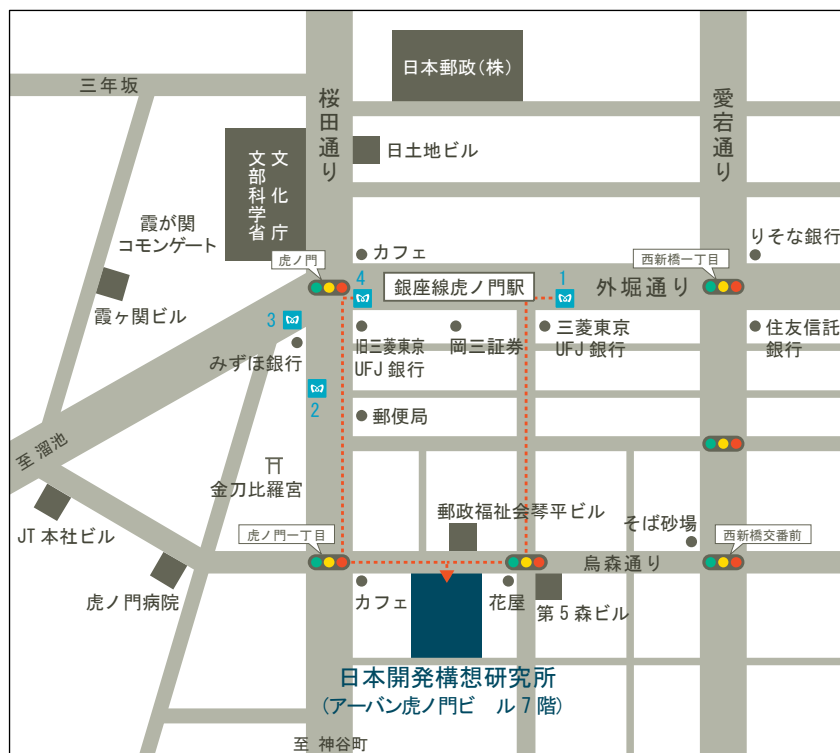 日本郵政(株)
三年坂
桜田通り
愛宕通り
文化庁
文部科学省
日土地ビル
霞が関
コモンゲート
カフェ
りそな銀行
虎ノ門
西新橋一丁目
4
銀座線虎ノ門駅
1
外堀通り
霞ヶ関ビル
3
みずほ銀行
旧三菱東京
UFJ 銀行
岡三証券
三菱東京
UFJ 銀行
住友信託
銀行
2
郵便局
至 溜池
金刀比羅宮
JT 本社ビル
郵政福祉会琴平ビル
そば砂場
虎ノ門一丁目
西新橋交番前
烏森通り
虎ノ門病院
カフェ
花屋
第 5 森ビル
日本開発構想研究所
(アーバン虎ノ門ビ ル 7 階)
至 神谷町